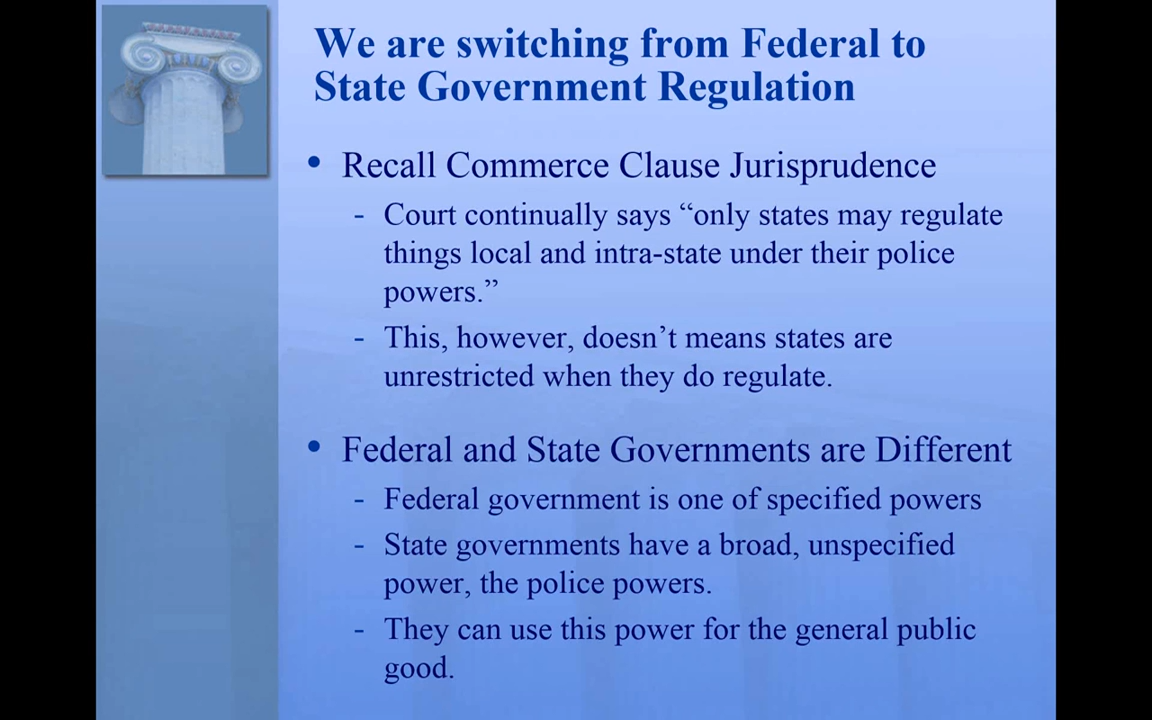 We are switching from Federal to
State Government Regulation
• Recall Commerce Clause Jurisprudence
- Court continually says “only states may regulate
things local and intra-state under their police
powers.”
- This, however, doesn’t means states are
unrestricted when they do regulate.
• Federal and State Governments are Different
- Federal government is one of specified powers
- State governments have a broad, unspecified
power, the police powers.
- They can use this power for the general public
good.